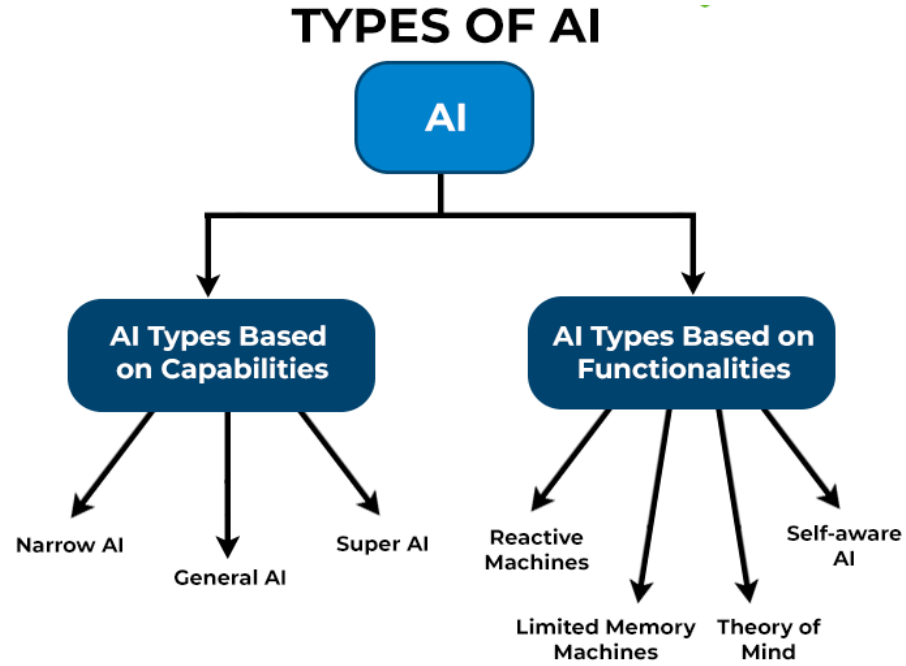 TYPES OF AI
AI
AI Types Based
on Capabilities
AI Types Based on
Functionalities
Narrow AI
General AI
Super AI
Reactive
Machines
Limited Memory
Machines
Theory of
Mind
Self-aware
AI